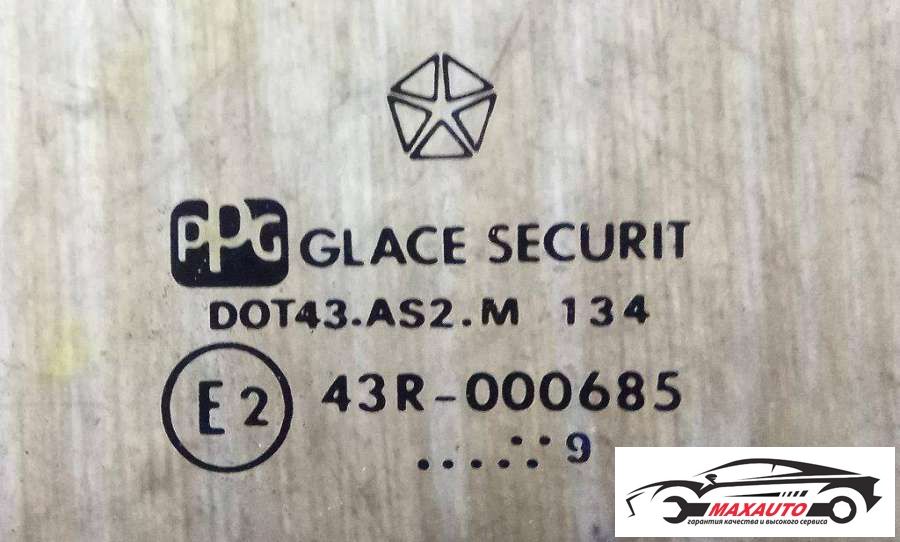 PPG GLACE SECURIT
DOT43.AS2.M 134
E2 43R-000685
9
MAXAUTO
гарантия качества и высокого сервиса